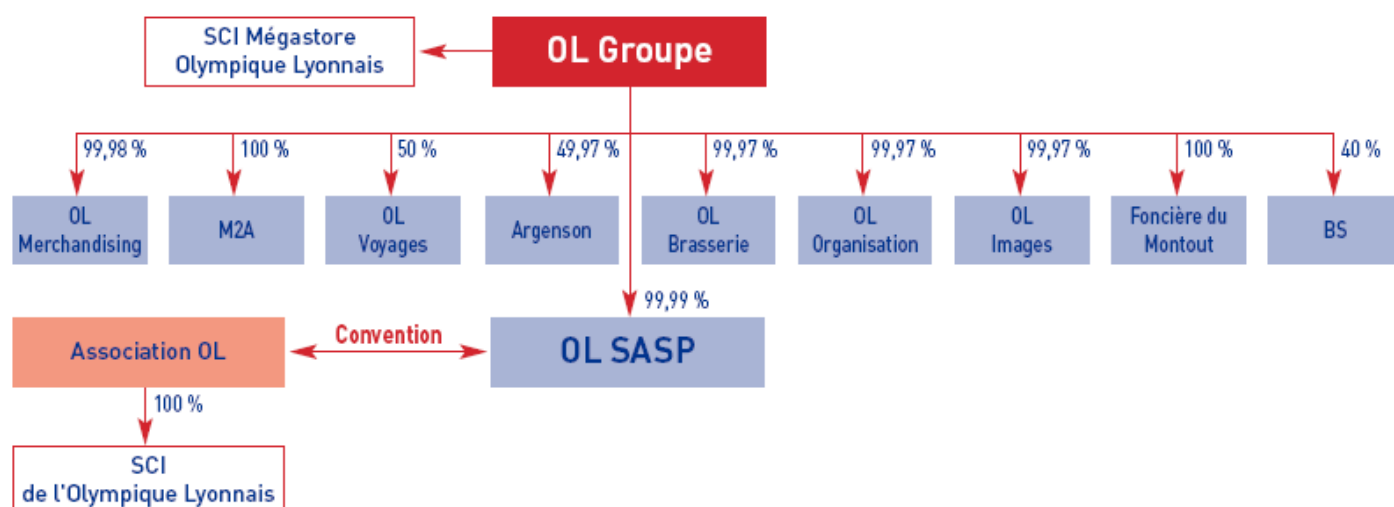 SCI Mégastore
Olympique Lyonnais
OL Groupe
99,98 %
100 %
50 %
49,97 %
99,97 %
99,97 %
99,97 %
100 %
40 %
OL
Merchandising
M2A
OL
Voyages
Argenson
OL
Brasserie
OL
Organisation
OL
Images
Foncière du
Montout
BS
99,99 %
Association OL
Convention
OL SASP
100 %
SCI
de l'Olympique Lyonnais